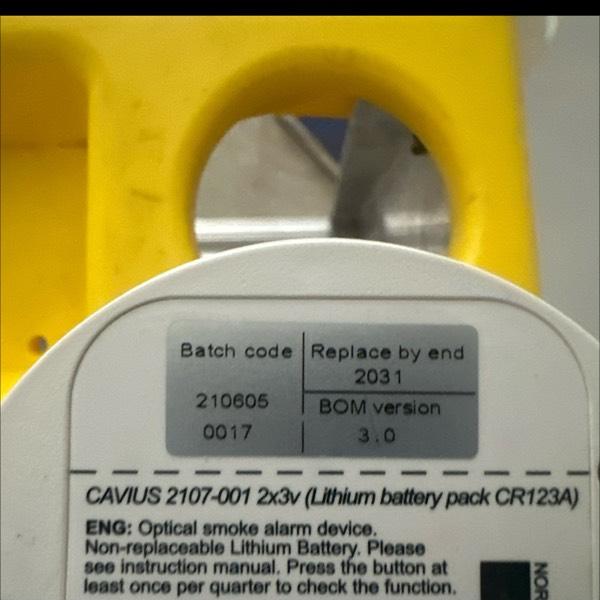 Batch code
210605
0017
Replace by end
2031
BOM version
3.0
CAVIUS 2107-001 2x3v (Lithium battery pack CR123A)
ENG: Optical smoke alarm device.
Non-replaceable Lithium Battery. Please
see instruction manual. Press the button at
least once per quarter to check the function.